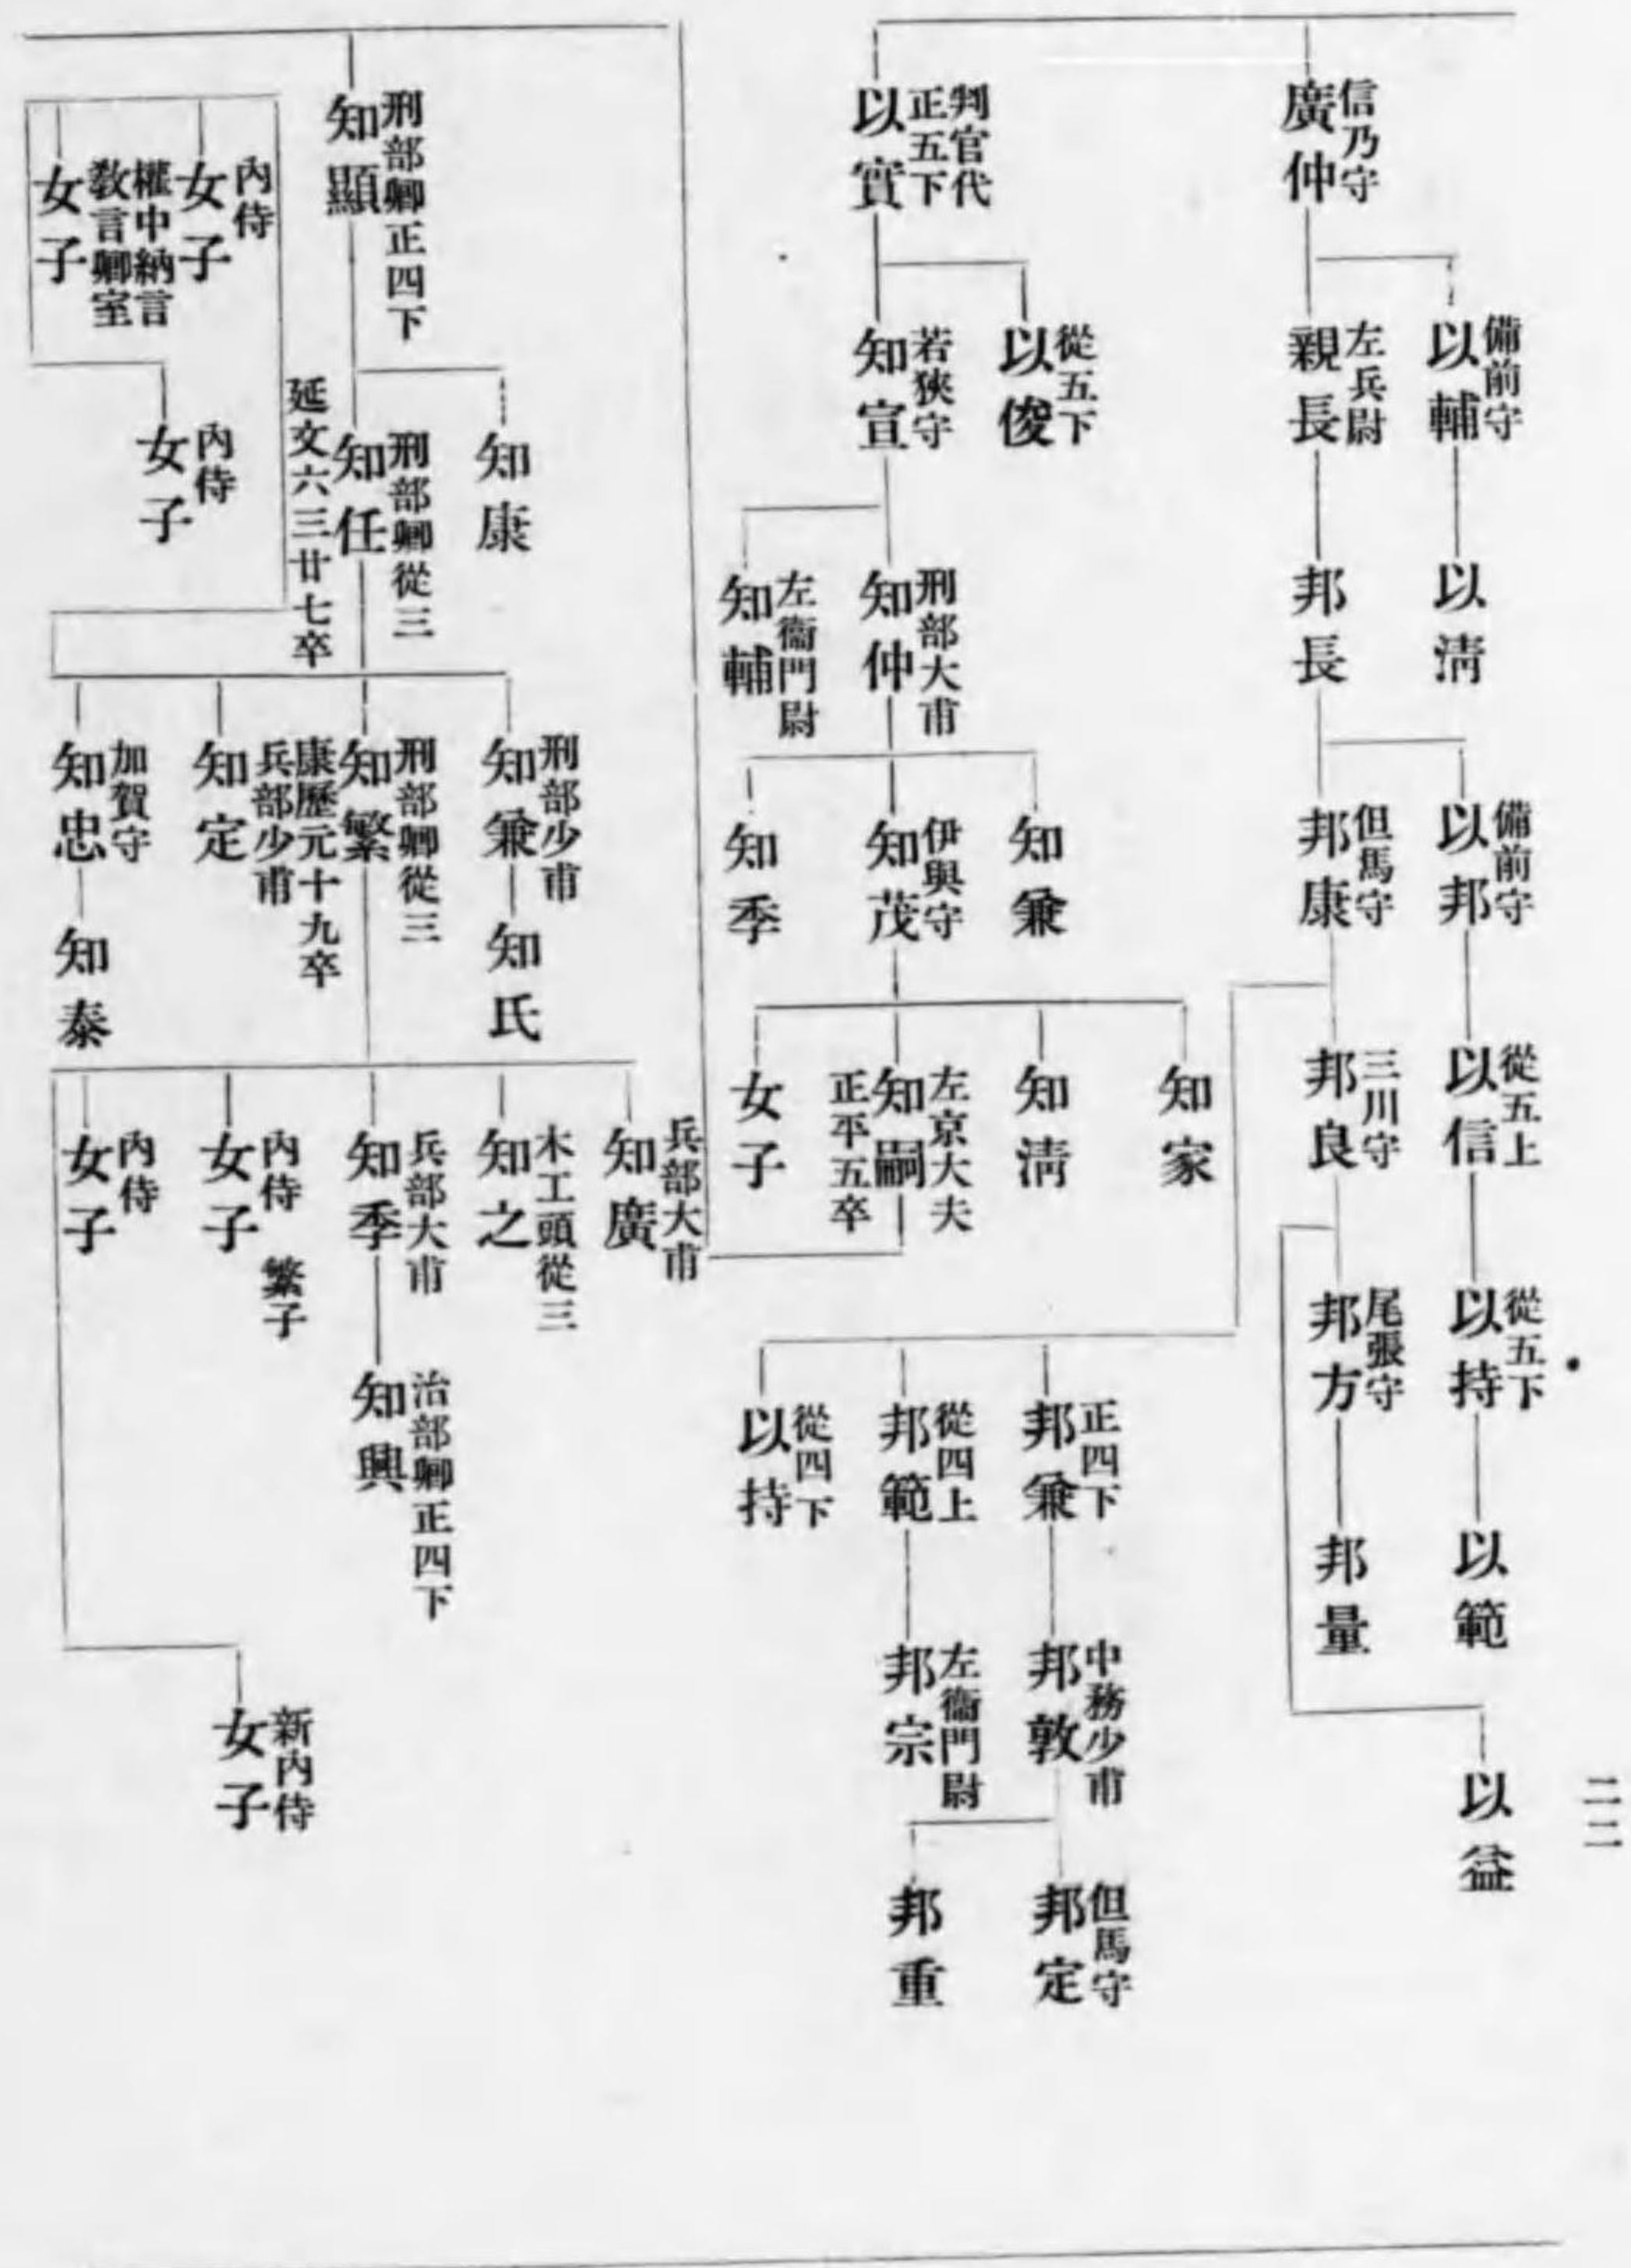 二二
信乃守
廣仲
備前守
以輔
以淸
左兵尉
親長
邦長
備前守
以邦
從五上
以信
從五下
以持
以範
但馬守
邦康
三川守
邦良
尾張守
邦方
邦量
以益
正四下
邦兼
中務少甫
邦敦
但馬守
邦定
邦重
從四上
邦範
左衞門尉
邦宗
從四下
以持
判官代
正五下
以實
從五下
以俊
若狹守
知宣
刑部大甫
知仲
左衞門尉
知輔
知兼
伊與守
知茂
知季
知家
知淸
左京大夫
知嗣
正平五卒
女子
刑部卿正四下
知顯
知康
刑部卿從三
知任
延文六三廿七卒
刑部少甫
知兼
知氏
刑部卿從三
知繁
康歷元十九卒
兵部少甫
知定
加賀守
知忠
知泰
內侍
女子
權中納言
敎言卿室
女子
內侍
女子
兵部大甫
知廣
木工頭從三
知之
兵部大甫
知季
治部卿正四下
知興
內侍 繁子
女子
內侍
女子
新內侍
女子